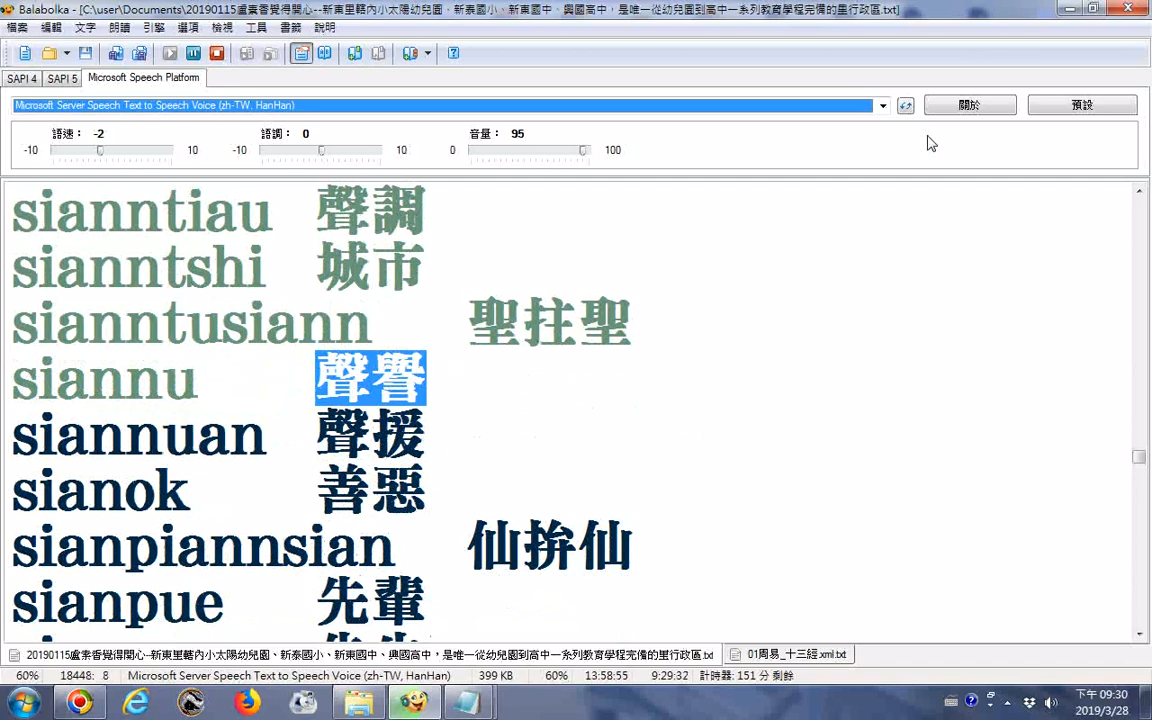 Balabolka - [C:\user\Documents\20190115盧素香覺得開心--新東里轄內小太陽幼兒園、新泰國小、新東國中、興國高中，是唯一從幼兒園到高中一系列教育學程完備的里行政區.txt]
檔案 編輯 文字 朗讀 引擎 選項 檢視 工具 書籤 說明
SAPI 4 SAPI 5 Microsoft Speech Platform
Microsoft Server Speech Text to Speech Voice (zh-TW, HanHan) 關於 預設
語速： -2 語調： 0 音量： 95
-10 10 -10 10 0 100
sianntiau 聲調
sianntshi 城市
sianntusiann 聖拄聖
siannu 聲譽
siannuan 聲援
sianok 善惡
sianpiannsian 仙拚仙
sianpue 先輩
20190115盧素香覺得開心--新東里轄內小太陽幼兒園、新泰國小、新東國中、興國高中，是唯一從幼兒園到高中一系列教育學程完備的里行政區.txt 01周易_十三經.xml.txt
60% 18448: 8 Microsoft Server Speech Text to Speech Voice (zh-TW, HanHan) 399 KB 60% 13:58:55 9:29:32 計時器: 151 分 剩餘
下午 09:30
2019/3/28